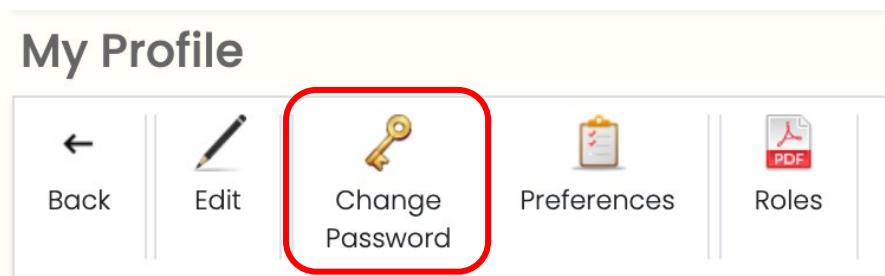 My Profile
PDF
Back
Edit
Change
Password
Preferences
Roles